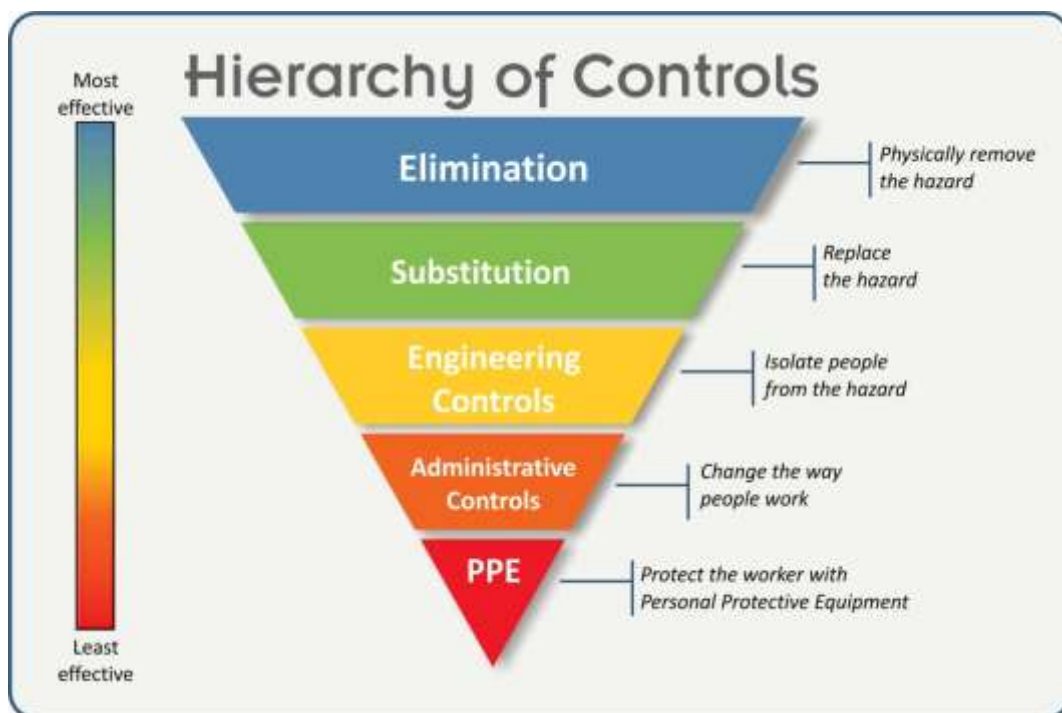 Hierarchy of Controls
Most
effective
Elimination
Physically remove
the hazard
Substitution
Replace
the hazard
Engineering
Controls
Isolate people
from the hazard
Administrative
Controls
Change the way
people work
PPE
Protect the worker with
Personal Protective Equipment
Least
effective